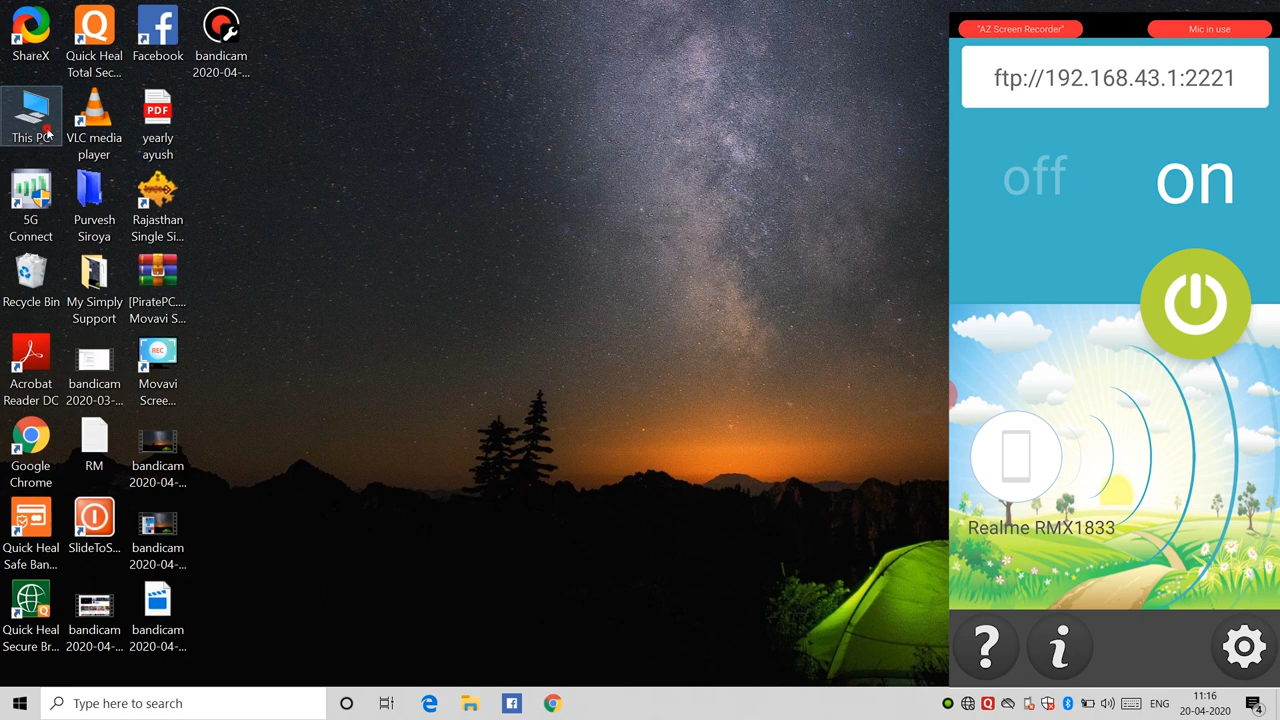 ShareX
Quick Heal
Total Sec...
Facebook
bandicam
2020-04-...
This PC
VLC media
player
PDF
yearly
ayush
5G
Connect
Purvesh
Siroya
Rajasthan
Single Si...
Recycle Bin
My Simply
Support
[PiratePC....
Movavi S...
Acrobat
Reader DC
bandicam
2020-03-...
REC
Movavi
Scree...
Google
Chrome
RM
bandicam
2020-04-...
Quick Heal
Safe Ban...
SlideToS...
bandicam
2020-04-...
Quick Heal
Secure Br...
bandicam
2020-04-...
bandicam
2020-04-...
"AZ Screen Recorder"
Mic in use
ftp://192.168.43.1:2221
off
on
Realme RMX1833
Type here to search
ENG
11:16
20-04-2020
4